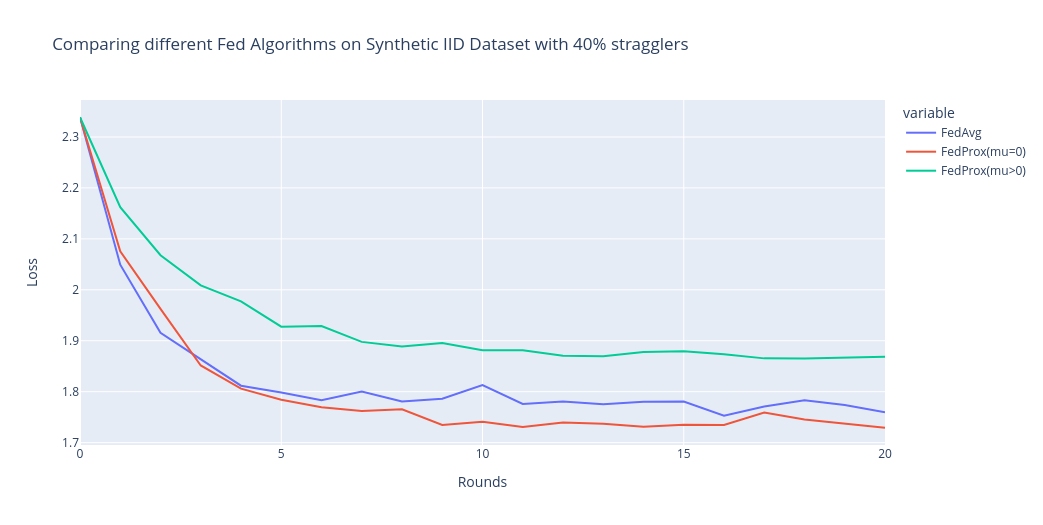 Comparing different Fed Algorithms on Synthetic IID Dataset with 40% stragglers
variable
FedAvg
FedProx(mu=0)
FedProx(mu>0)
Loss
2.3
2.2
2.1
2
1.9
1.8
1.7
0 5 10 15 20
Rounds